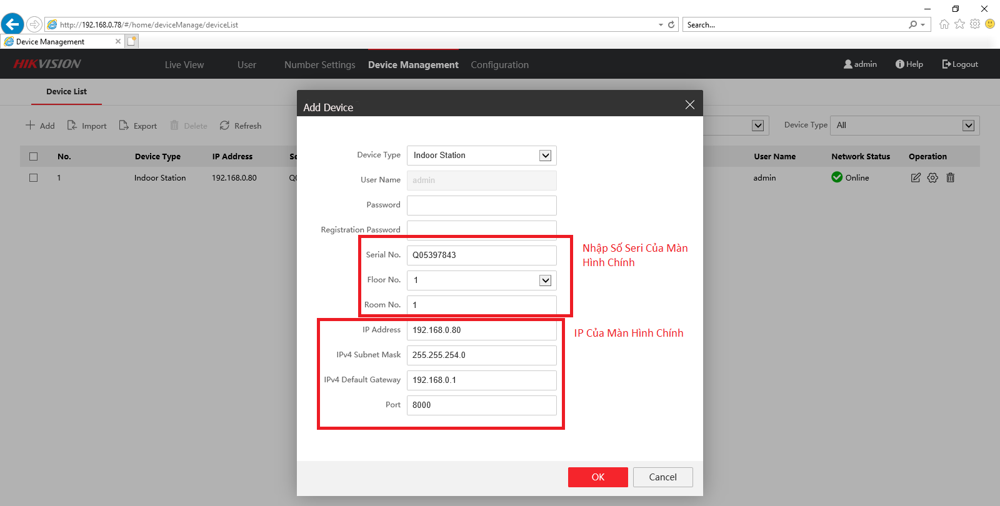 http://192.168.0.78/#/home/deviceManage/deviceList
Search...
Device Management
HIKVISION
Live View
User
Number Settings
Device Management
Configuration
admin
Help
Logout
Device List
Add
Import
Export
Delete
Refresh
Device Type
All
No.
Device Type
IP Address
Se
User Name
Network Status
Operation
1
Indoor Station
192.168.0.80
Q0
admin
Online
Add Device
Device Type
Indoor Station
User Name
admin
Password
Registration Password
Serial No.
Q05397843
Floor No.
1
Room No.
1
Nhập Số Seri Của Màn
Hình Chính
IP Address
192.168.0.80
IPv4 Subnet Mask
255.255.254.0
IPv4 Default Gateway
192.168.0.1
Port
8000
IP Của Màn Hình Chính
OK
Cancel